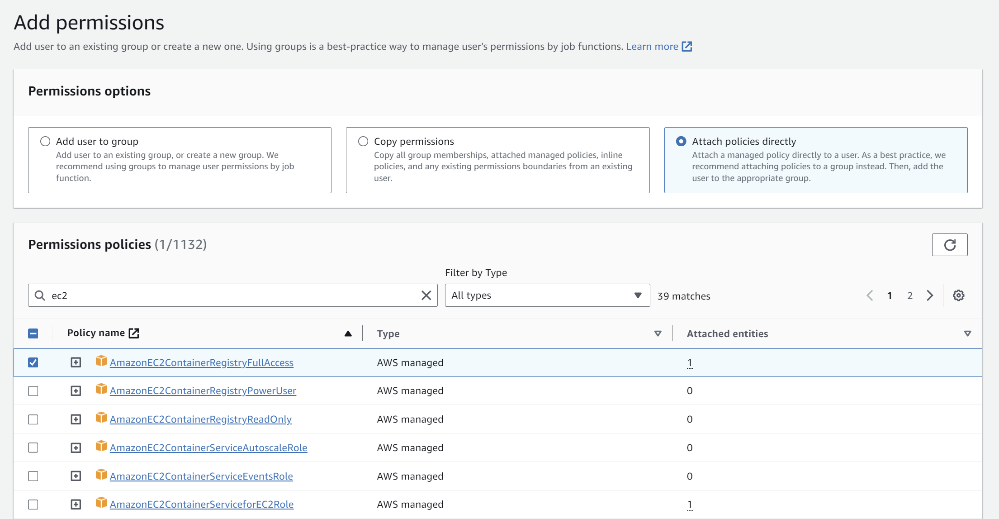 Add permissions
Add user to an existing group or create a new one. Using groups is a best-practice way to manage user's permissions by job functions. Learn more
Permissions options
Add user to group
Add user to an existing group, or create a new group. We
recommend using groups to manage user permissions by job
function.
Copy permissions
Copy all group memberships, attached managed policies, inline
policies, and any existing permissions boundaries from an existing
user.
Attach policies directly
Attach a managed policy directly to a user. As a best practice, we
recommend attaching policies to a group instead. Then, add the
user to the appropriate group.
Permissions policies (1/1132)
Filter by Type
ec2 All types 39 matches 1 2
Policy name Type Attached entities
AmazonEC2ContainerRegistryFullAccess AWS managed 1
AmazonEC2ContainerRegistryPowerUser AWS managed 0
AmazonEC2ContainerRegistryReadOnly AWS managed 0
AmazonEC2ContainerServiceAutoscaleRole AWS managed 0
AmazonEC2ContainerServiceEventsRole AWS managed 0
AmazonEC2ContainerServiceforEC2Role AWS managed 1